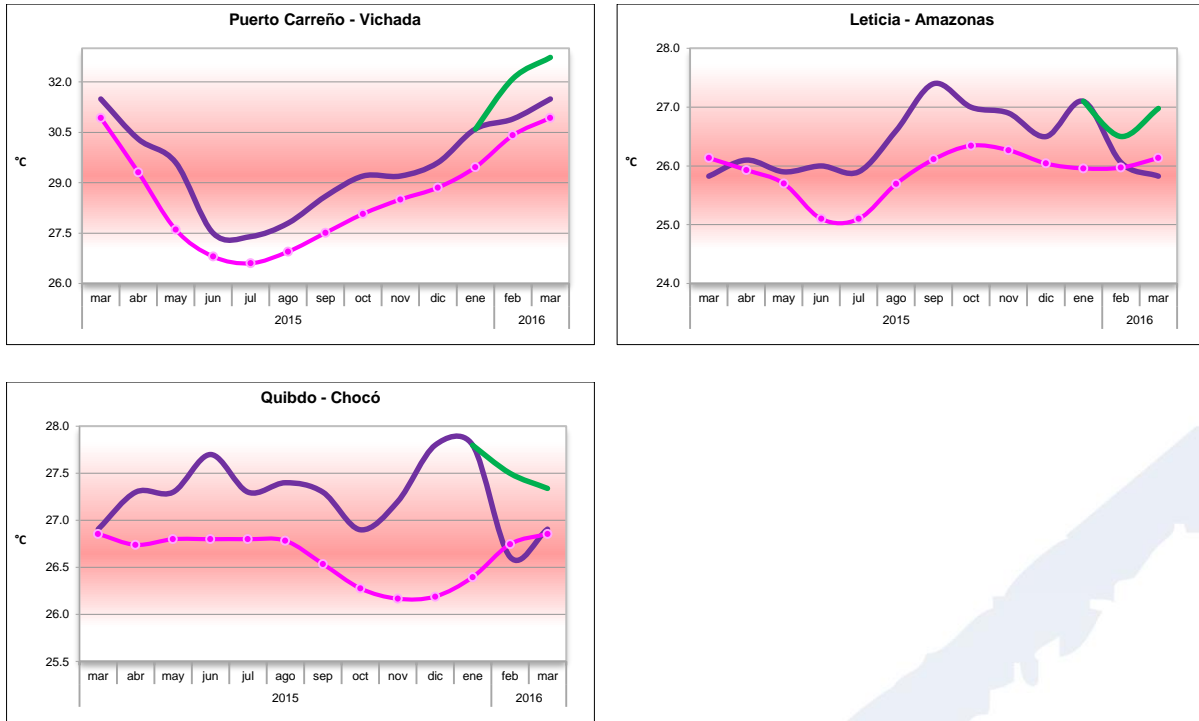 Puerto Carreño - Vichada
32.0
30.5
°C
29.0
27.5
26.0
mar abr may jun jul ago sep oct nov dic ene feb mar
2015 2016
Leticia - Amazonas
28.0
27.0
°C
26.0
25.0
24.0
mar abr may jun jul ago sep oct nov dic ene feb mar
2015 2016
Quibdo - Chocó
28.0
27.5
27.0
°C
26.5
26.0
25.5
mar abr may jun jul ago sep oct nov dic ene feb mar
2015 2016